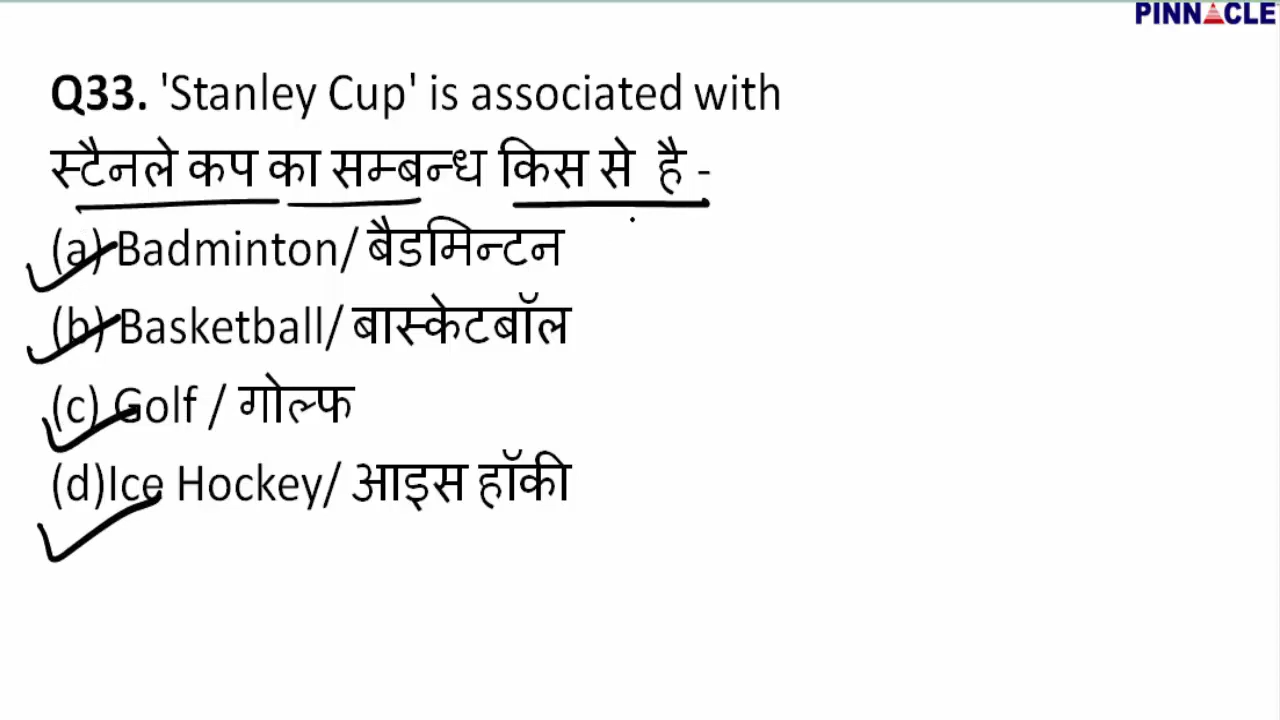 PINNACLE
Q33. 'Stanley Cup' is associated with
स्टैनले कप का सम्बन्ध किस से है -
(a) Badminton/ बैडमिन्टन
(b) Basketball/ बास्केटबॉल
(c) Golf / गोल्फ
(d)Ice Hockey/ आइस हॉकी